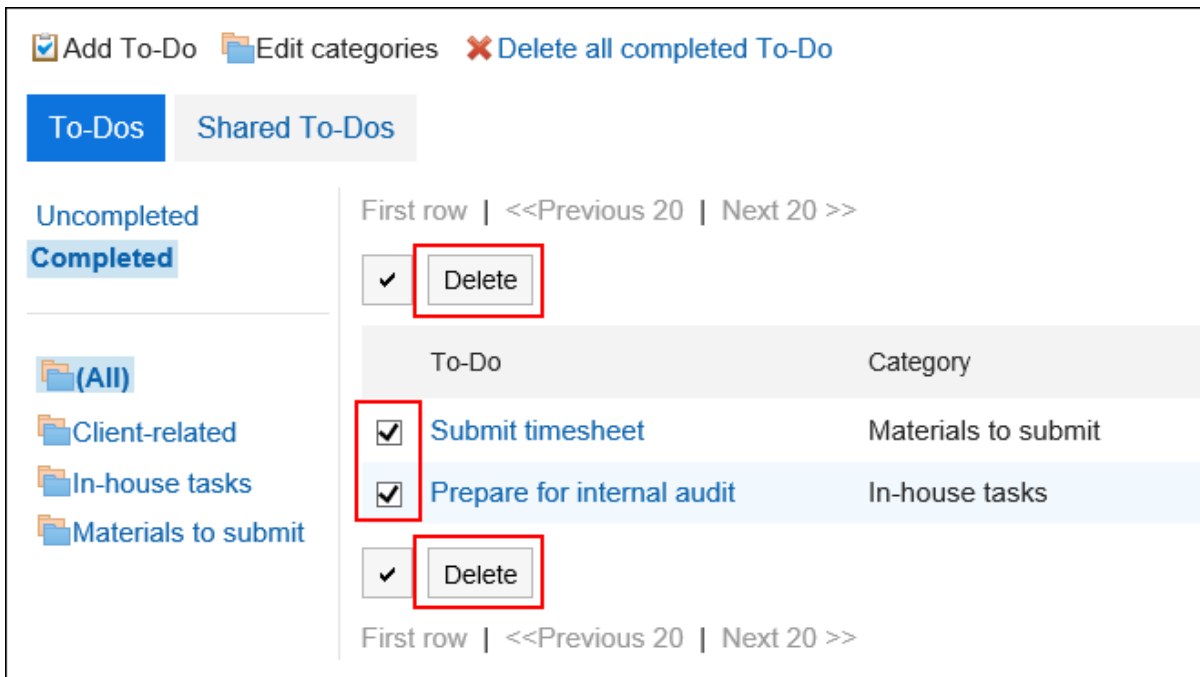 Add To-Do Edit categories Delete all completed To-Do
To-Dos Shared To-Dos
Uncompleted
Completed
(All)
Client-related
In-house tasks
Materials to submit
First row | <<Previous 20 | Next 20 >>
Delete
To-Do Category
Submit timesheet Materials to submit
Prepare for internal audit In-house tasks
Delete
First row | <<Previous 20 | Next 20 >>